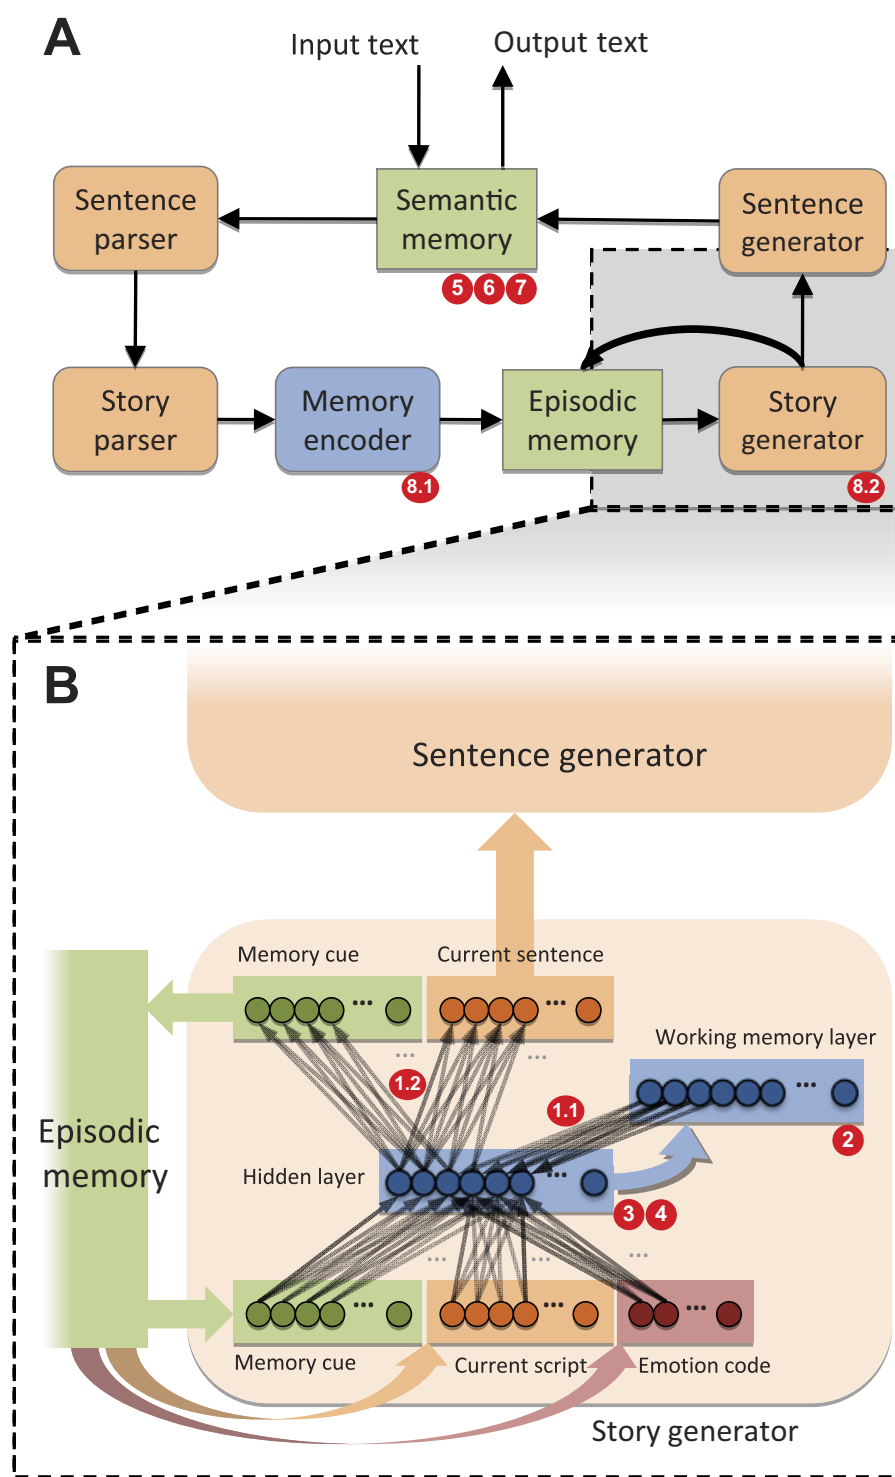 A
Input text
Output text
Sentence
parser
Semantic
memory
Sentence
generator
5 6 7
Story
parser
Memory
encoder
Episodic
memory
Story
generator
8.1
8.2
B
Sentence generator
Memory cue
Current sentence
...
...
Working memory layer
...
...
...
1.2
1.1
Episodic
memory
2
Hidden layer
...
3 4
...
...
...
...
...
...
Memory cue
Current script
Emotion code
Story generator